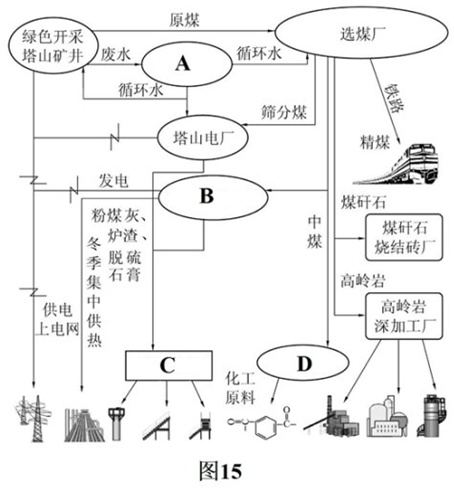 原煤
绿色开采
塔山矿井
选煤厂
废水
A
循环水
循环水
筛分煤
铁路
塔山电厂
精煤
发电
B
粉煤灰、
炉渣、
脱硫
石膏
冬季集中供热
中煤
煤矸石
煤矸石
烧结砖厂
高岭岩
高岭岩
深加工厂
供电
上电网
C
D
化工
原料
O
C
O
C
图15